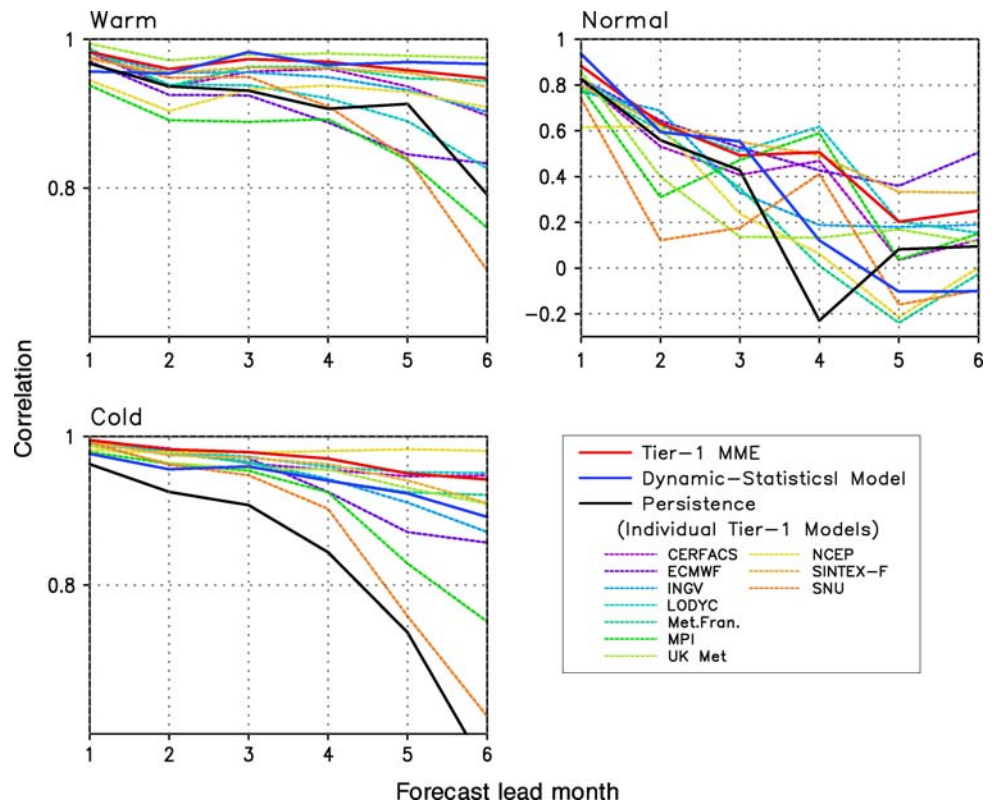 Warm
1
0.8
1 2 3 4 5 6
Normal
1
0.8
0.6
0.4
0.2
0
−0.2
1 2 3 4 5 6
Correlation
Cold
1
0.8
1 2 3 4 5 6
Forecast lead month
Tier−1 MME
Dynamic−Statisticsl Model
Persistence
(Individual Tier−1 Models)
CERFACS NCEP
ECMWF SINTEX−F
INGV SNU
LODYC
Met.Fran.
MPI
UK Met